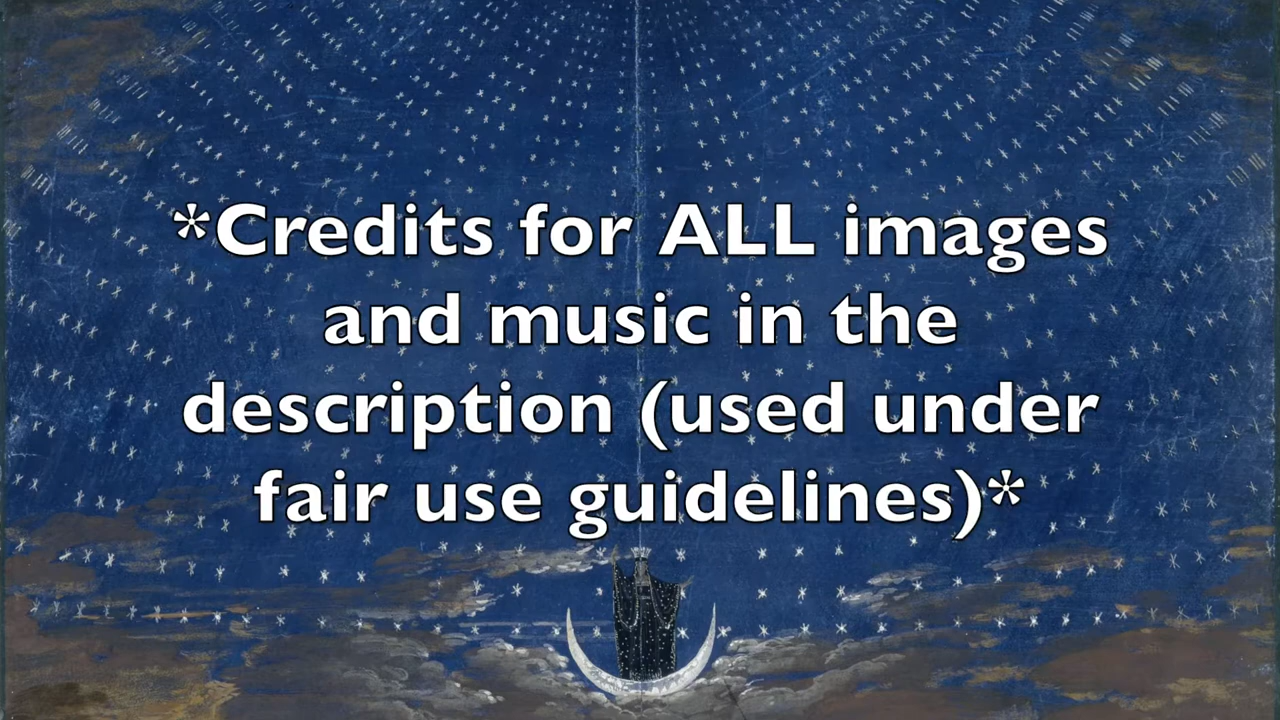 *Credits for ALL images
and music in the
description (used under
fair use guidelines)*